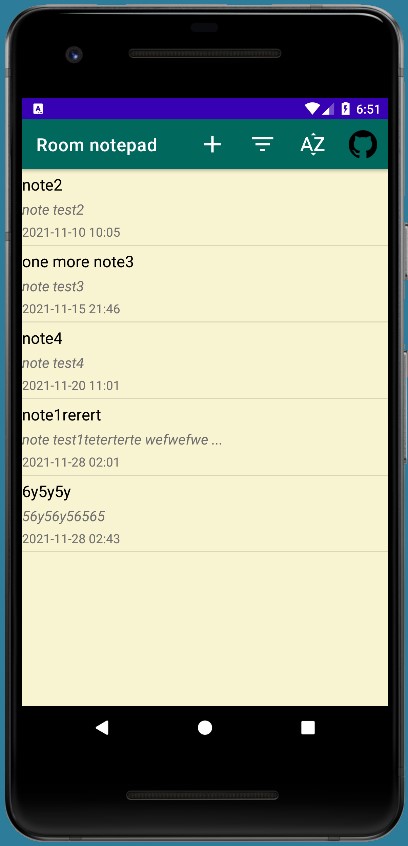 6:51
Room notepad
AZ
note2
note test2
2021-11-10 10:05
one more note3
note test3
2021-11-15 21:46
note4
note test4
2021-11-20 11:01
note1rerert
note test1teterterte wefwefwe ...
2021-11-28 02:01
6y5y5y
56y56y56565
2021-11-28 02:43